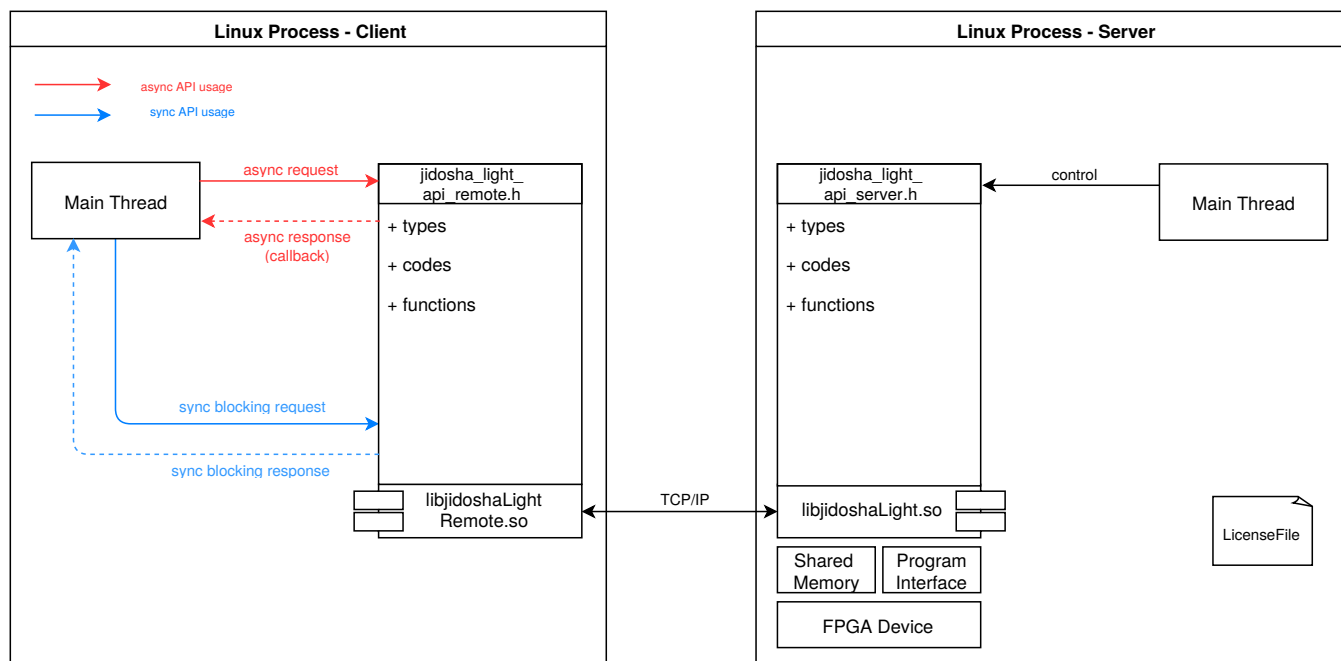 Linux Process - Client
async API usage
sync API usage
Main Thread
async request
async response
(callback)
sync blocking request
sync blocking response
jidosha_light_
api_remote.h
+ types
+ codes
+ functions
libjidoshaLight
Remote.so
TCP/IP
Linux Process - Server
jidosha_light_
api_server.h
+ types
+ codes
+ functions
libjidoshaLight.so
control
Main Thread
Shared
Memory
Program
Interface
FPGA Device
LicenseFile